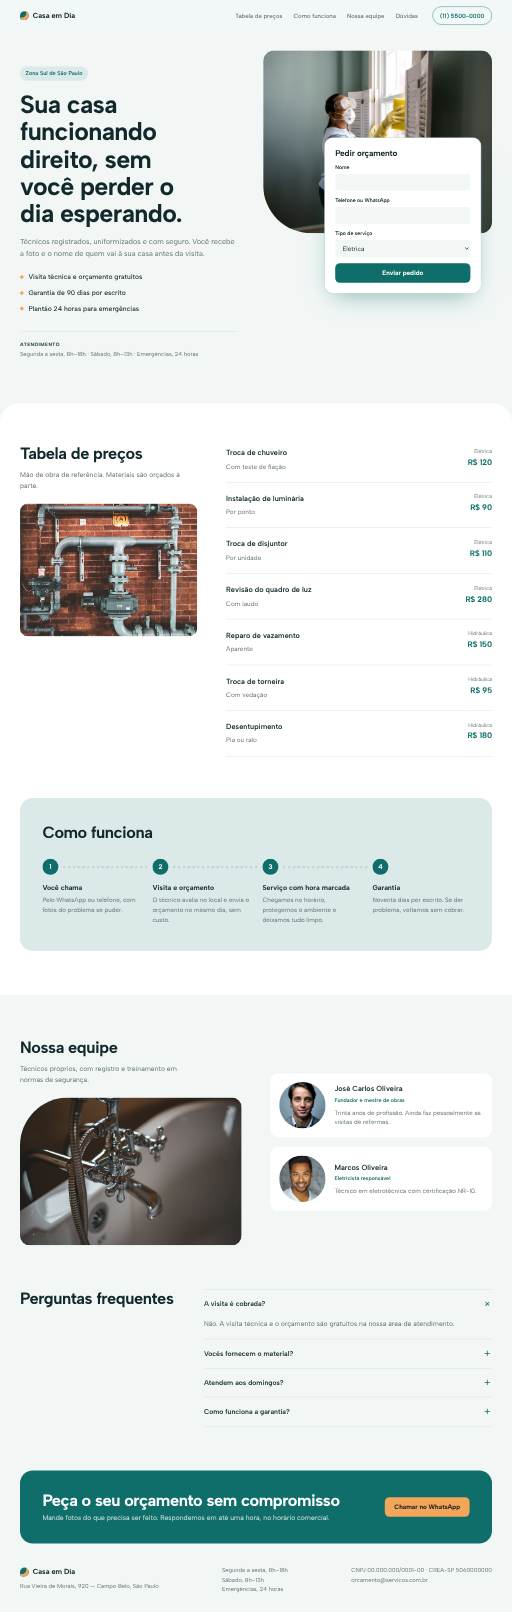 Casa em Dia
Tabela de preços
Como funciona
Nossa equipe
Dúvidas
(11) 5500-0000
Zona Sul de São Paulo
Sua casa
funcionando
direito, sem
você perder o
dia esperando.
Técnicos registrados, uniformizados e com seguro. Você recebe
a foto e o nome de quem vai à sua casa antes da visita.
Visita técnica e orçamento gratuitos
Garantia de 90 dias por escrito
Plantão 24 horas para emergências
ATENDIMENTO
Segunda a sexta, 8h–18h · Sábado, 8h–13h · Emergências, 24 horas
Pedir orçamento
Nome
Telefone ou WhatsApp
Tipo de serviço
Elétrica
Enviar pedido
Tabela de preços
Mão de obra de referência. Materiais são orçados à
parte.
Troca de chuveiro
Com teste de fiação
Elétrica
R$ 120
Instalação de luminária
Por ponto
Elétrica
R$ 90
Troca de disjuntor
Por unidade
Elétrica
R$ 110
Revisão do quadro de luz
Com laudo
Elétrica
R$ 280
Reparo de vazamento
Aparente
Hidráulica
R$ 150
Troca de torneira
Com vedação
Hidráulica
R$ 95
Desentupimento
Pia ou ralo
Hidráulica
R$ 180
Como funciona
1
Você chama
Pelo WhatsApp ou telefone, com
fotos do problema se puder.
2
Visita e orçamento
O técnico avalia no local e envia o
orçamento no mesmo dia, sem
custo.
3
Serviço com hora marcada
Chegamos no horário,
protegemos o ambiente e
deixamos tudo limpo.
4
Garantia
Noventa dias por escrito. Se der
problema, voltamos sem cobrar.
Nossa equipe
Técnicos próprios, com registro e treinamento em
normas de segurança.
José Carlos Oliveira
Fundador e mestre de obras
Trinta anos de profissão. Ainda faz pessoalmente as
visitas de reformas.
Marcos Oliveira
Eletricista responsável
Técnico em eletrotécnica com certificação NR-10.
Perguntas frequentes
A visita é cobrada?
Não. A visita técnica e o orçamento são gratuitos na nossa área de atendimento.
Vocês fornecem o material?
Atendem aos domingos?
Como funciona a garantia?
Peça o seu orçamento sem compromisso
Mande fotos do que precisa ser feito. Respondemos em até uma hora, no horário comercial.
Chamar no WhatsApp
Casa em Dia
Rua Vieira de Morais, 920 — Campo Belo, São Paulo
Segunda a sexta, 8h–18h
Sábado, 8h–13h
Emergências, 24 horas
CNPJ 00.000.000/0001-00 · CREA-SP 5060000000
orcamento@servicos.com.br